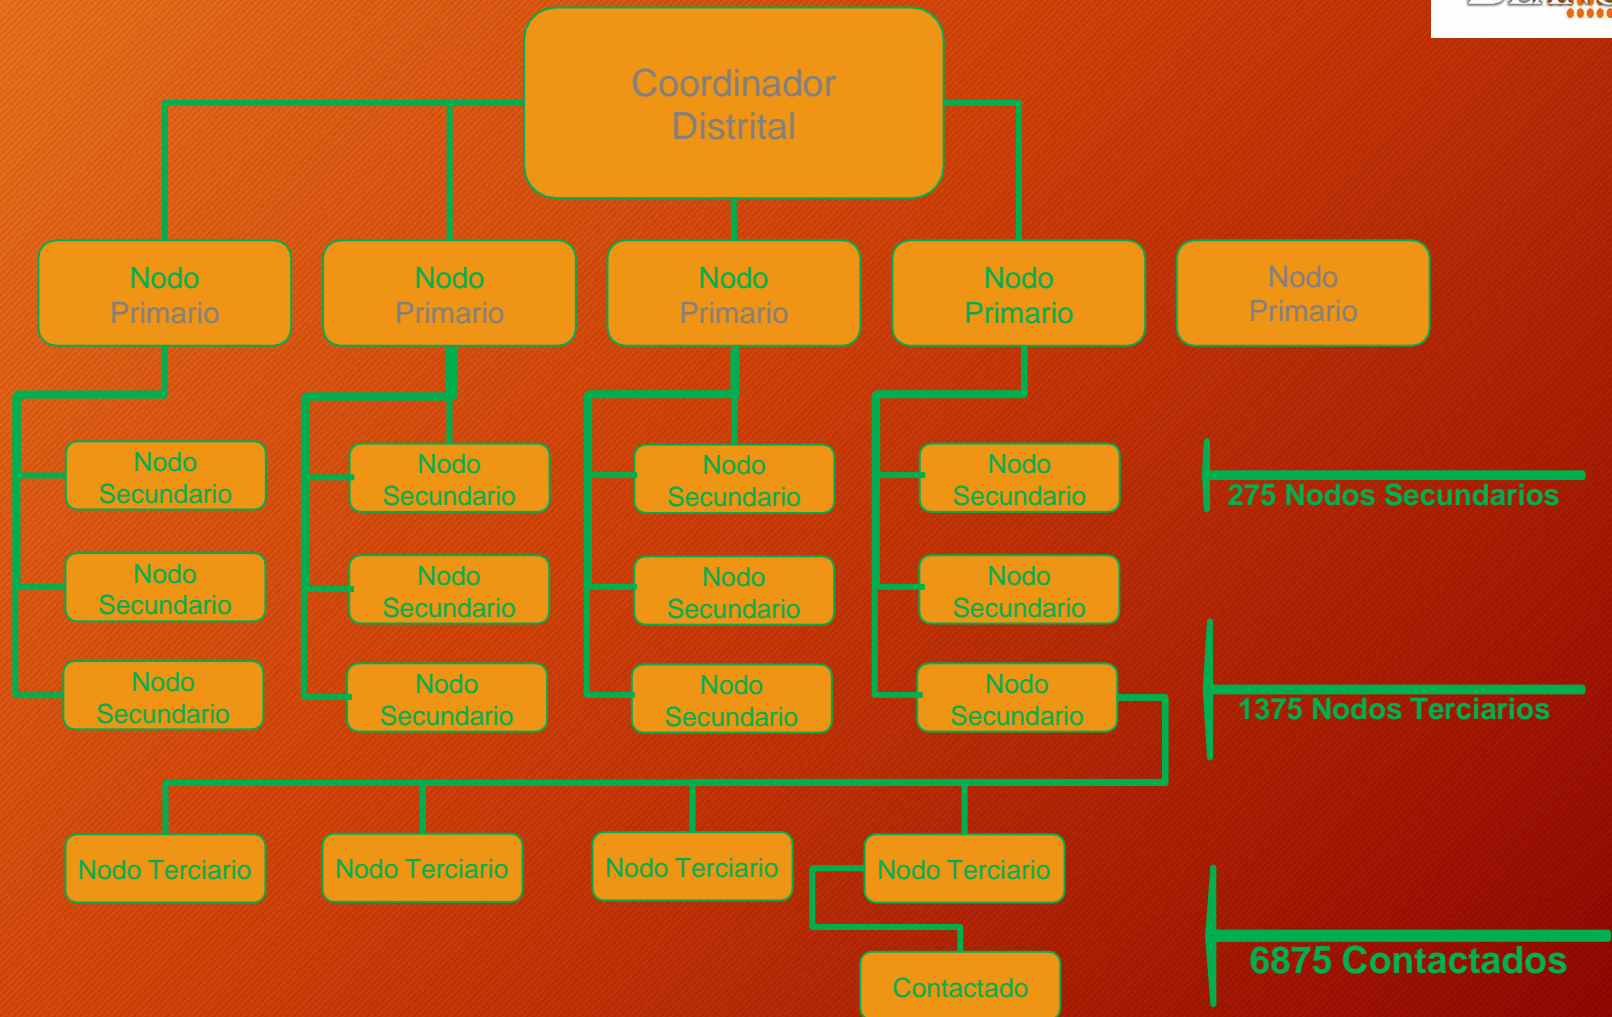 Coordinador
Distrital
Nodo
Primario
Nodo
Primario
Nodo
Primario
Nodo
Primario
Nodo
Primario
Nodo
Secundario
Nodo
Secundario
Nodo
Secundario
Nodo
Secundario
275 Nodos Secundarios
Nodo
Secundario
Nodo
Secundario
Nodo
Secundario
Nodo
Secundario
Nodo
Secundario
Nodo
Secundario
Nodo
Secundario
Nodo
Secundario
1375 Nodos Terciarios
Nodo Terciario
Nodo Terciario
Nodo Terciario
Nodo Terciario
6875 Contactados
Contactado